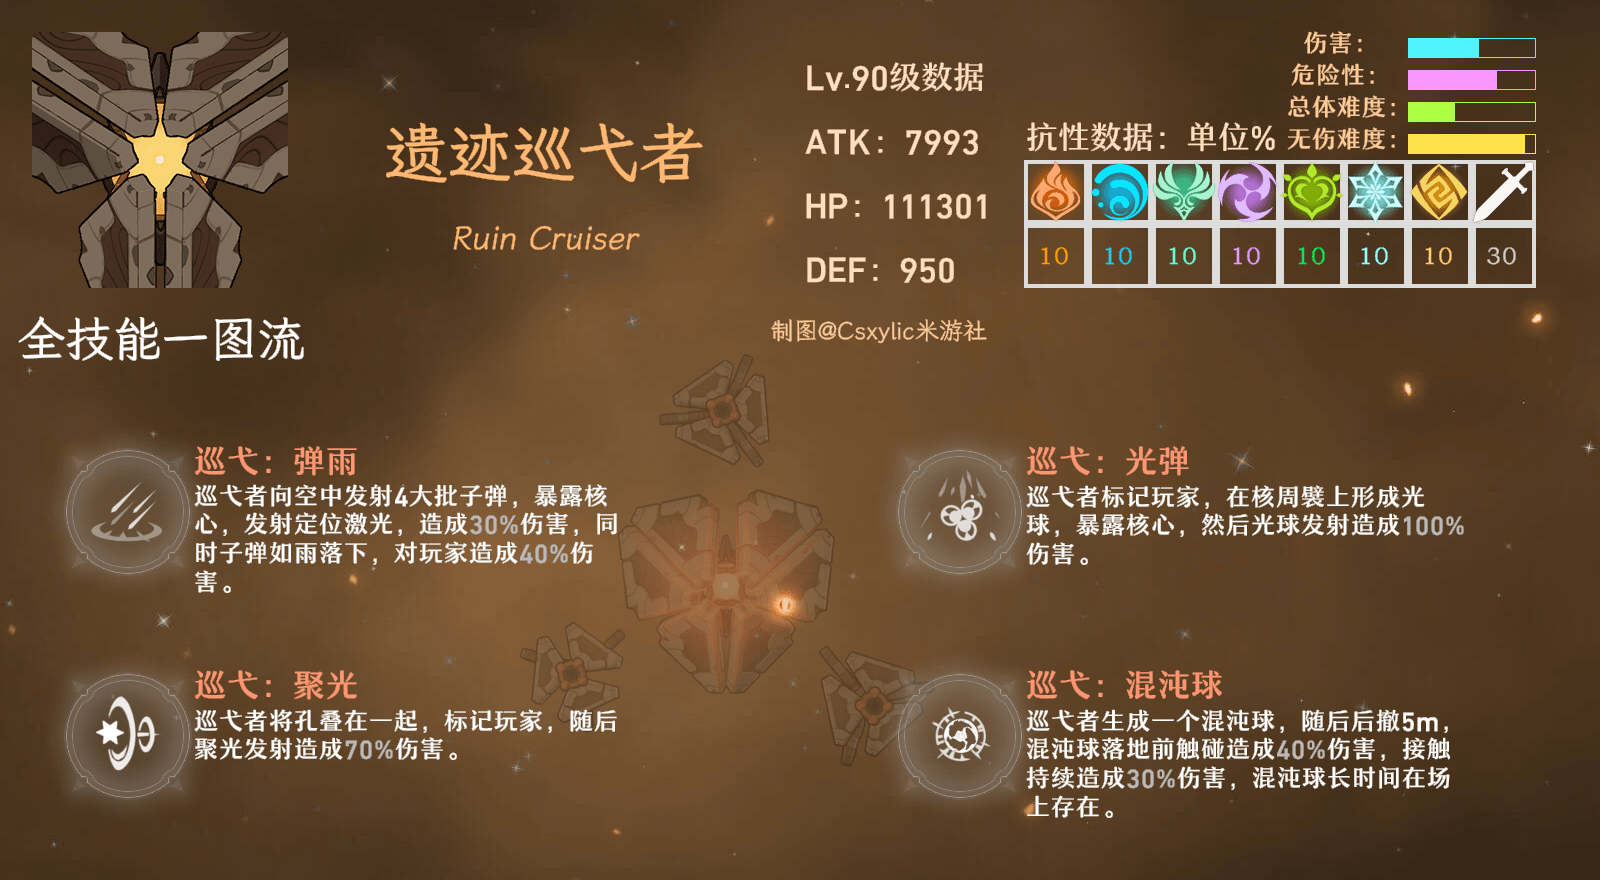 遗迹巡弋者
Ruin Cruiser
全技能一图流
Lv.90级数据
ATK：7993
HP：111301
DEF：950
制图@Csxylic米游社
伤害：
危险性：
总体难度：
无伤难度：
抗性数据：单位%
10 10 10 10 10 10 10 30
巡弋：弹雨
巡弋者向空中发射4大批子弹，暴露核
心，发射定位激光，造成30%伤害，同
时子弹如雨落下，对玩家造成40%伤
害。
巡弋：光弹
巡弋者标记玩家，在核周襞上形成光
球，暴露核心，然后光球发射造成100%
伤害。
巡弋：聚光
巡弋者将孔叠在一起，标记玩家，随后
聚光发射造成70%伤害。
巡弋：混沌球
巡弋者生成一个混沌球，随后后撤5m，
混沌球落地前触碰造成40%伤害，接触
持续造成30%伤害，混沌球长时间在场
上存在。